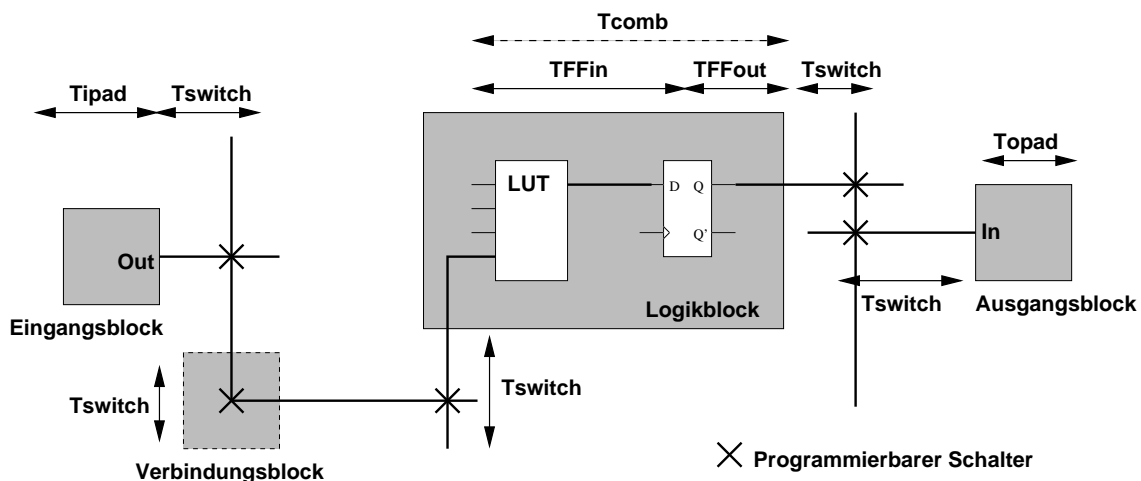 Tcomb
TFFin
TFFout
Tswitch
Tipad
Tswitch
Topad
LUT
D
Q
Q'
Out
In
Eingangsblock
Logikblock
Tswitch
Ausgangsblock
Tswitch
Tswitch
Verbindungsblock
Programmierbarer Schalter